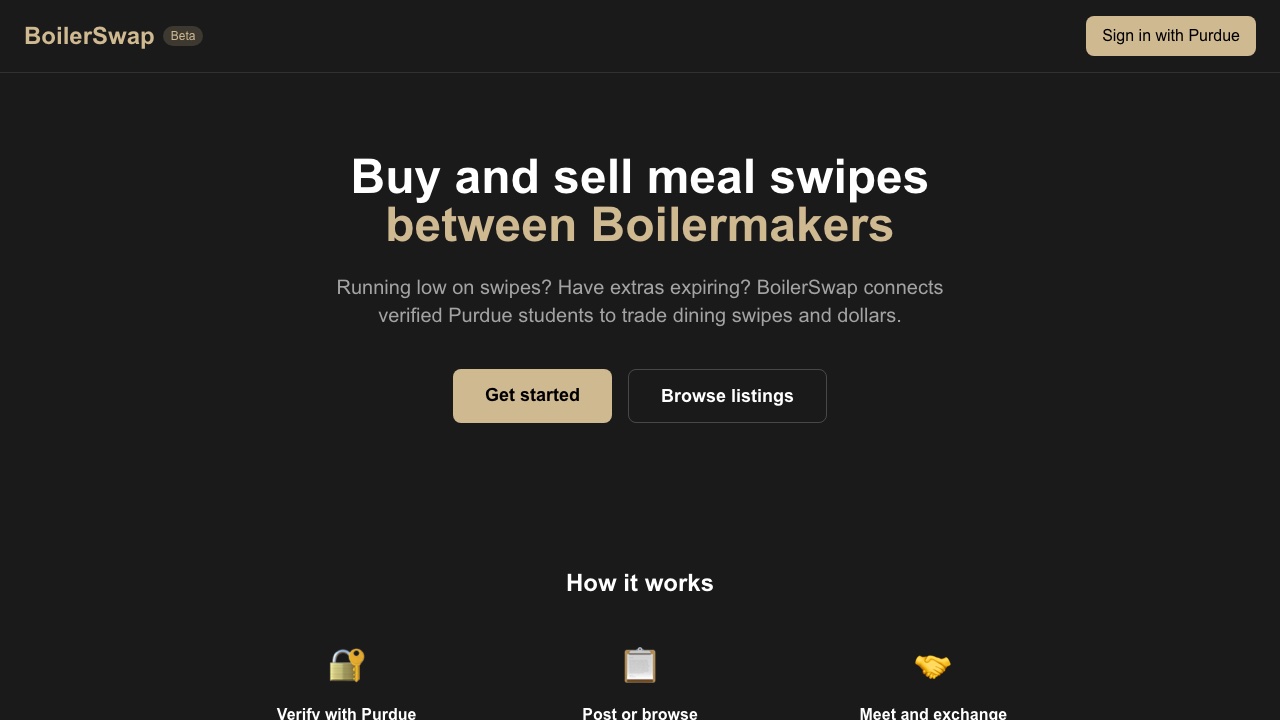 BoilerSwap Beta
Sign in with Purdue
Buy and sell meal swipes
between Boilermakers
Running low on swipes? Have extras expiring? BoilerSwap connects
verified Purdue students to trade dining swipes and dollars.
Get started
Browse listings
How it works
Verify with Purdue
Post or browse
Meet and exchange